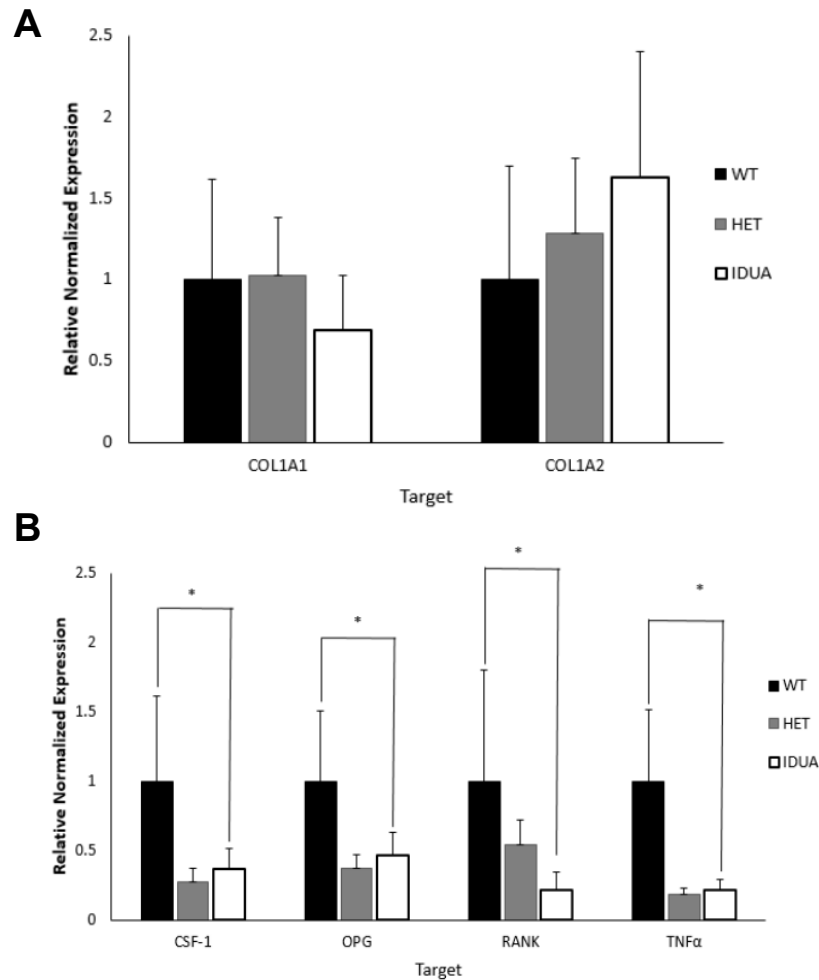 A
Relative Normalized Expression
2.5
2
1.5
1
0.5
0
COL1A1
COL1A2
Target
WT
HET
IDUA
B
Relative Normalized Expression
2.5
2
1.5
1
0.5
0
*
*
*
*
CSF-1
OPG
RANK
TNFα
Target
WT
HET
IDUA